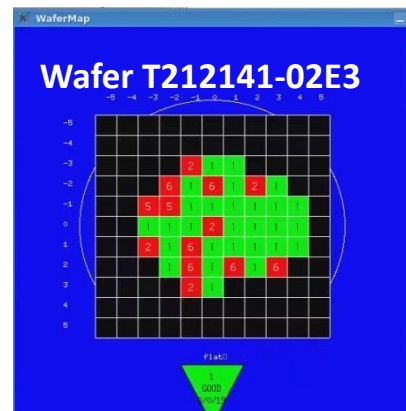 WaferMap
Wafer T212141-02E3
-5 -4 -3 -2 -1 0 1 2 3 4 5
-5
-4
-3 2 1 1
-2 6 1 6 1 2 1
-1 5 5 1 1 1 1 1 1
0 1 1 1 2 1 1 1 1
1 2 1 6 1 1 1 1 1
2 1 6 1 6 1 6
3 2 1
4
5
flat
1
GOOD